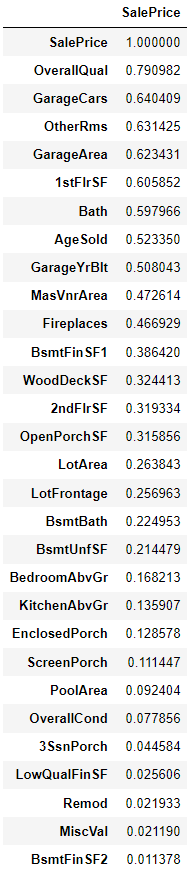 SalePrice
SalePrice 1.000000
OverallQual 0.790982
GarageCars 0.640409
OtherRms 0.631425
GarageArea 0.623431
1stFlrSF 0.605852
Bath 0.597966
AgeSold 0.523350
GarageYrBlt 0.508043
MasVnrArea 0.472614
Fireplaces 0.466929
BsmtFinSF1 0.386420
WoodDeckSF 0.324413
2ndFlrSF 0.319334
OpenPorchSF 0.315856
LotArea 0.263843
LotFrontage 0.256963
BsmtBath 0.224953
BsmtUnfSF 0.214479
BedroomAbvGr 0.168213
KitchenAbvGr 0.135907
EnclosedPorch 0.128578
ScreenPorch 0.111447
PoolArea 0.092404
OverallCond 0.077856
3SsnPorch 0.044584
LowQualFinSF 0.025606
Remod 0.021933
MiscVal 0.021190
BsmtFinSF2 0.011378